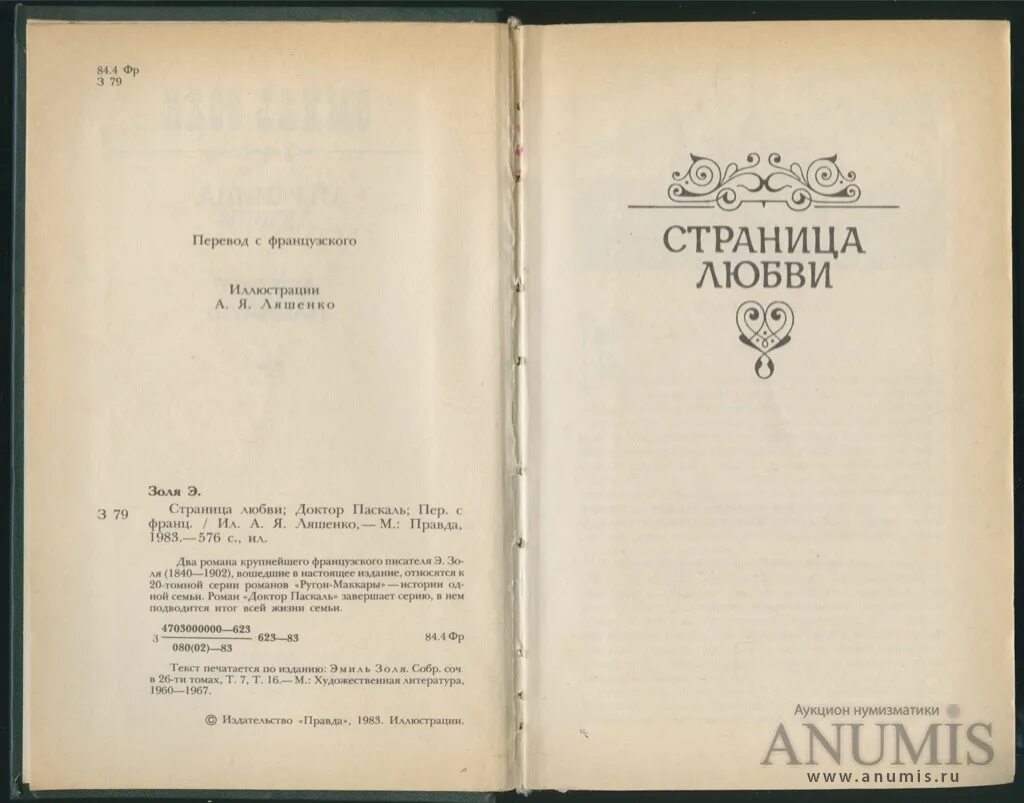 84.4 Фр
З 79
Перевод с французского
Иллюстрации
А. Я. Ляшенко
Золя Э.
З 79
Страница любви; Доктор Паскаль; Пер. с
франц. / Ил. А. Я. Ляшенко,— М.: Правда,
1983.— 576 с., ил.
Два романа крупнейшего французского писателя Э. Зо-
ля (1840—1902), вошедшие в настоящее издание, относятся к
20-томной серии романов «Ругон-Маккары» — истории од-
ной семьи. Роман «Доктор Паскаль» завершает серию, в нем
подводится итог всей жизни семьи.
4703000000—623
З 623—83
080(02)—83
84.4 Фр
Текст печатается по изданию: Эмиль Золя. Собр. соч.
в 26-ти томах, Т. 7, Т. 16.— М.: Художественная литература,
1960—1967.
© Издательство «Правда», 1983. Иллюстрации.
СТРАНИЦА
ЛЮБВИ
Аукцион нумизматики
ANUMIS
www.anumis.ru